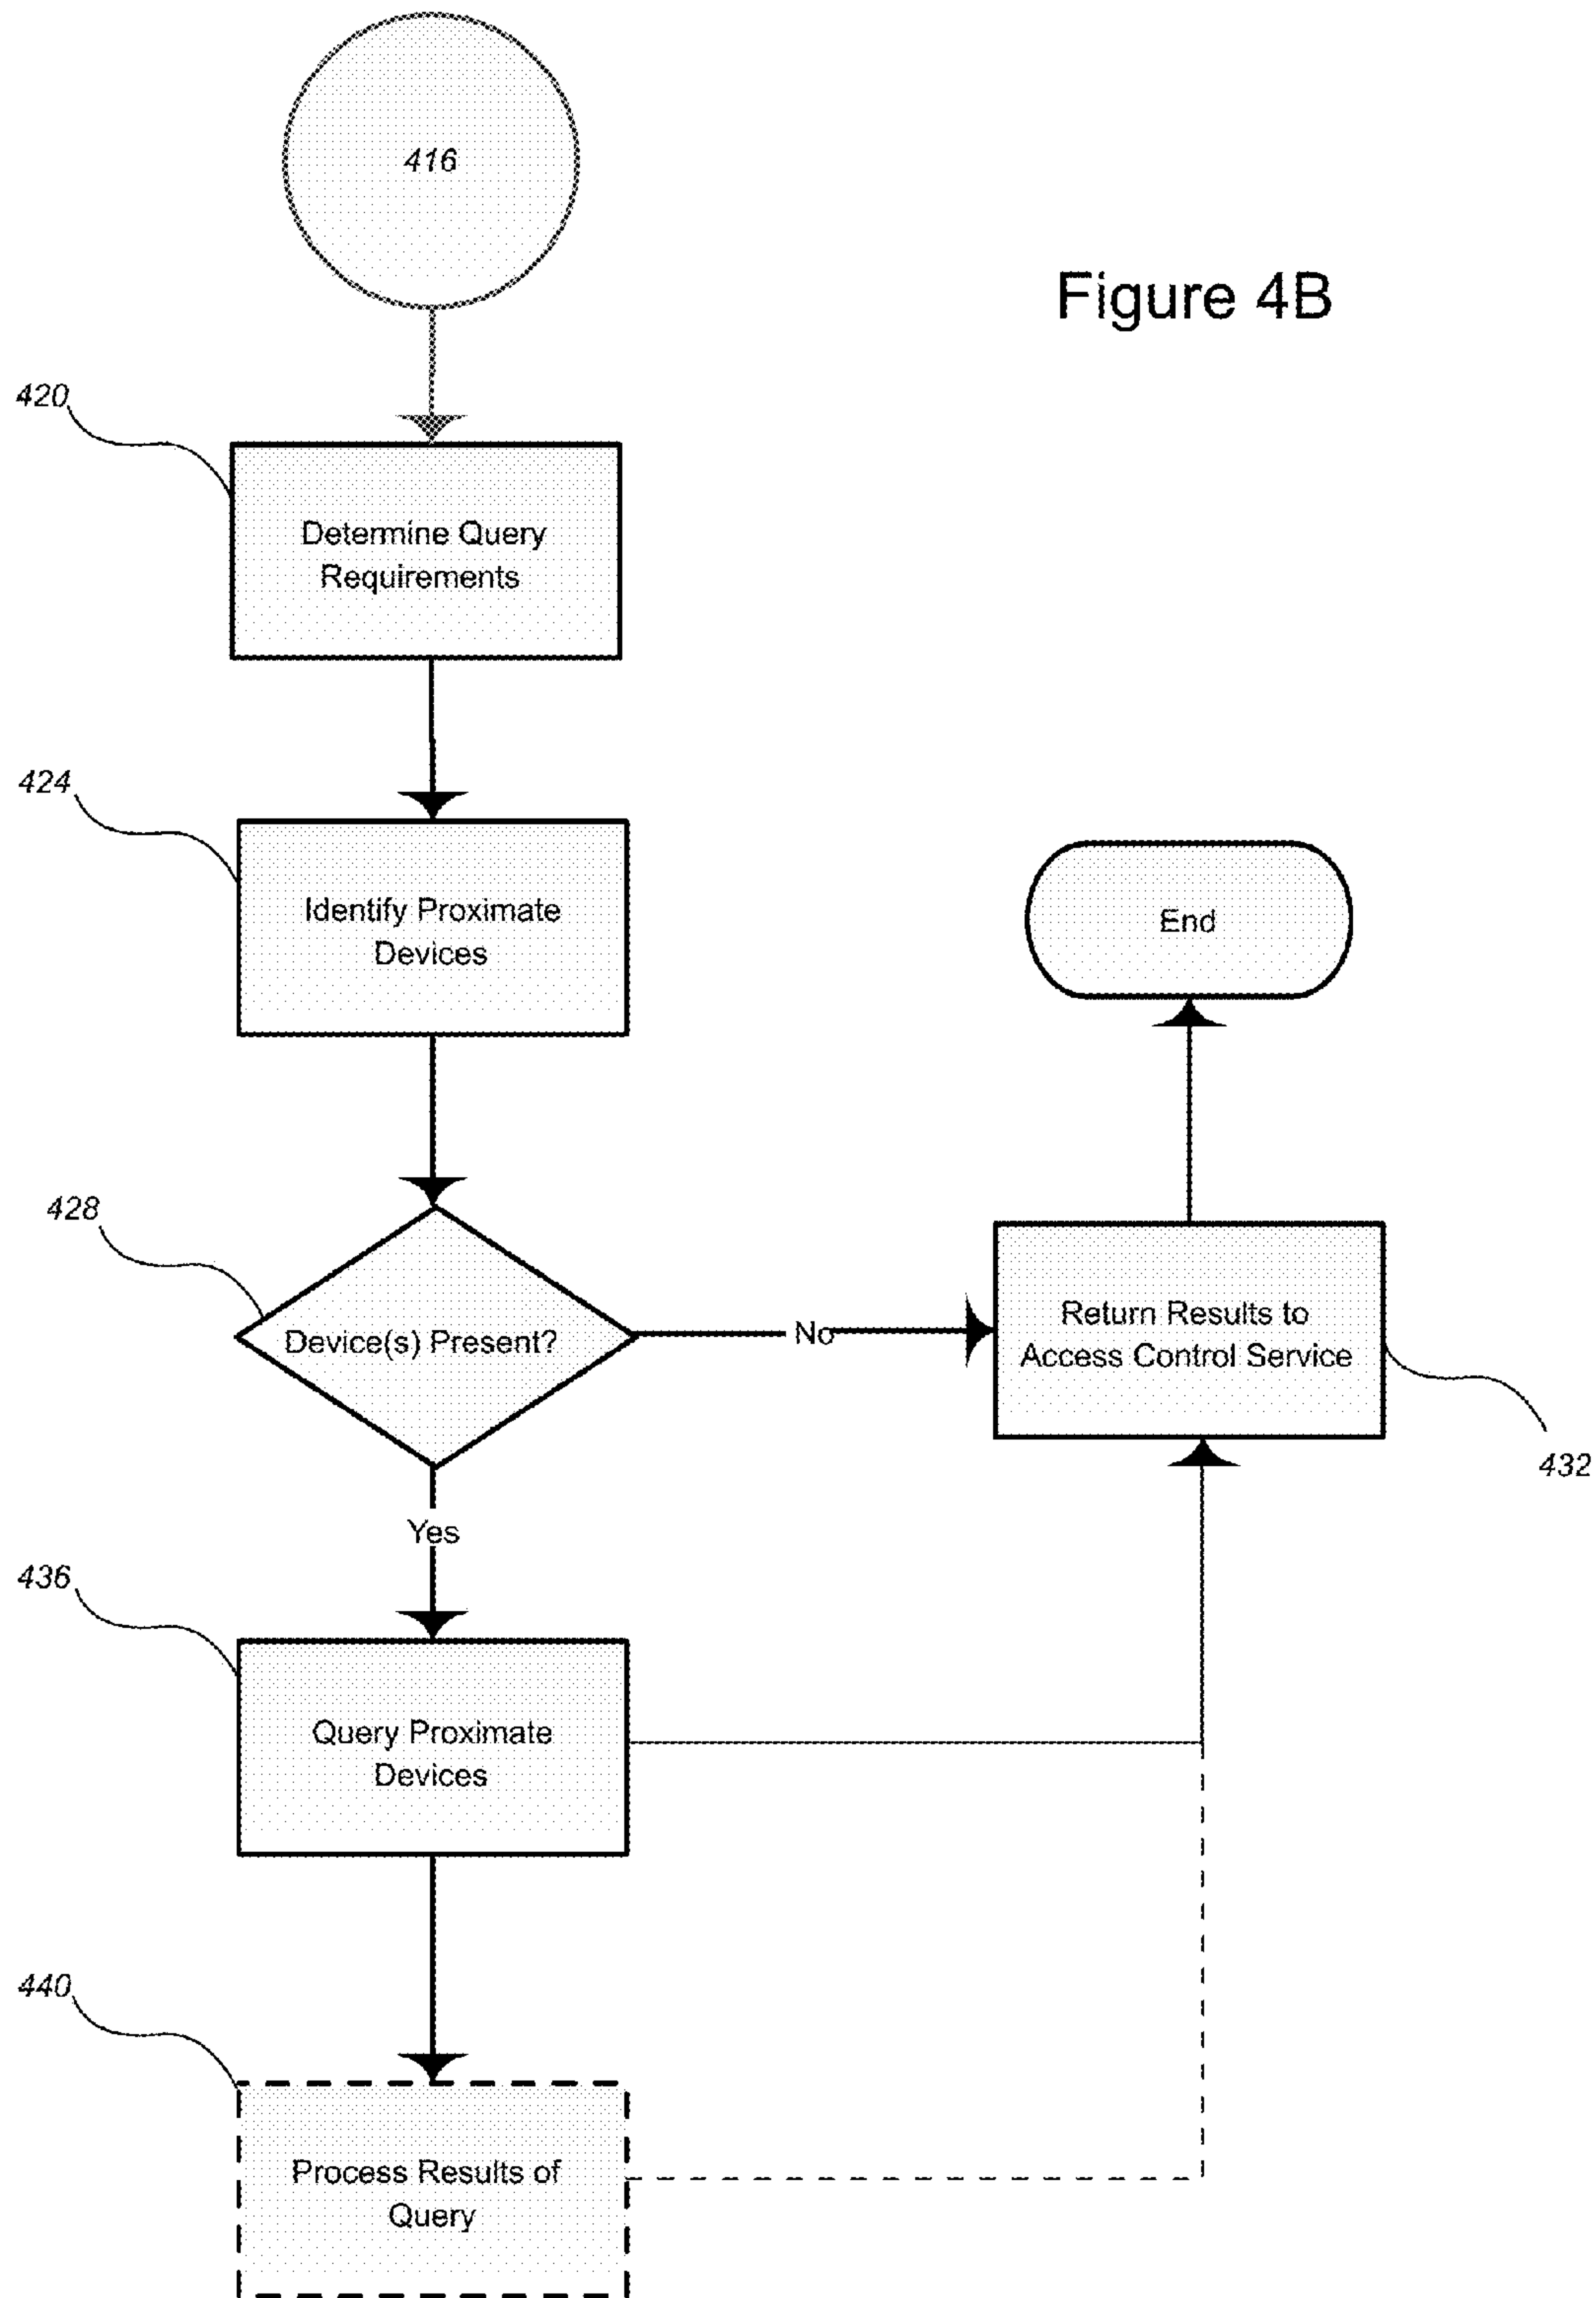 416
Figure 4B
420
Determine Query
Requirements
424
Identify Proximate
Devices
End
428
Device(s) Present?
No
Return Results to
Access Control Service
432
Yes
436
Query Proximate
Devices
440
Process Results of
Query